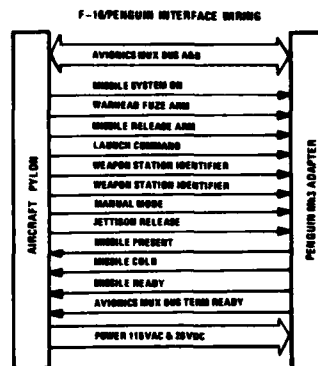 F-16/PENGUIN INTERFACE WIRING
AVIONICS MUX BUS A&B
MISSILE SYSTEM ON
WARHEAD FUZE ARM
MISSILE RELEASE ARM
LAUNCH COMMAND
WEAPON STATION IDENTIFIER
WEAPON STATION IDENTIFIER
MANUAL MODE
JETTISON RELEASE
MISSILE PRESENT
MISSILE COLD
MISSILE READY
AVIONICS MUX BUS TERM READY
POWER 115VAC & 28VDC
AIRCRAFT PYLON
PENGUIN MK3 ADAPTER